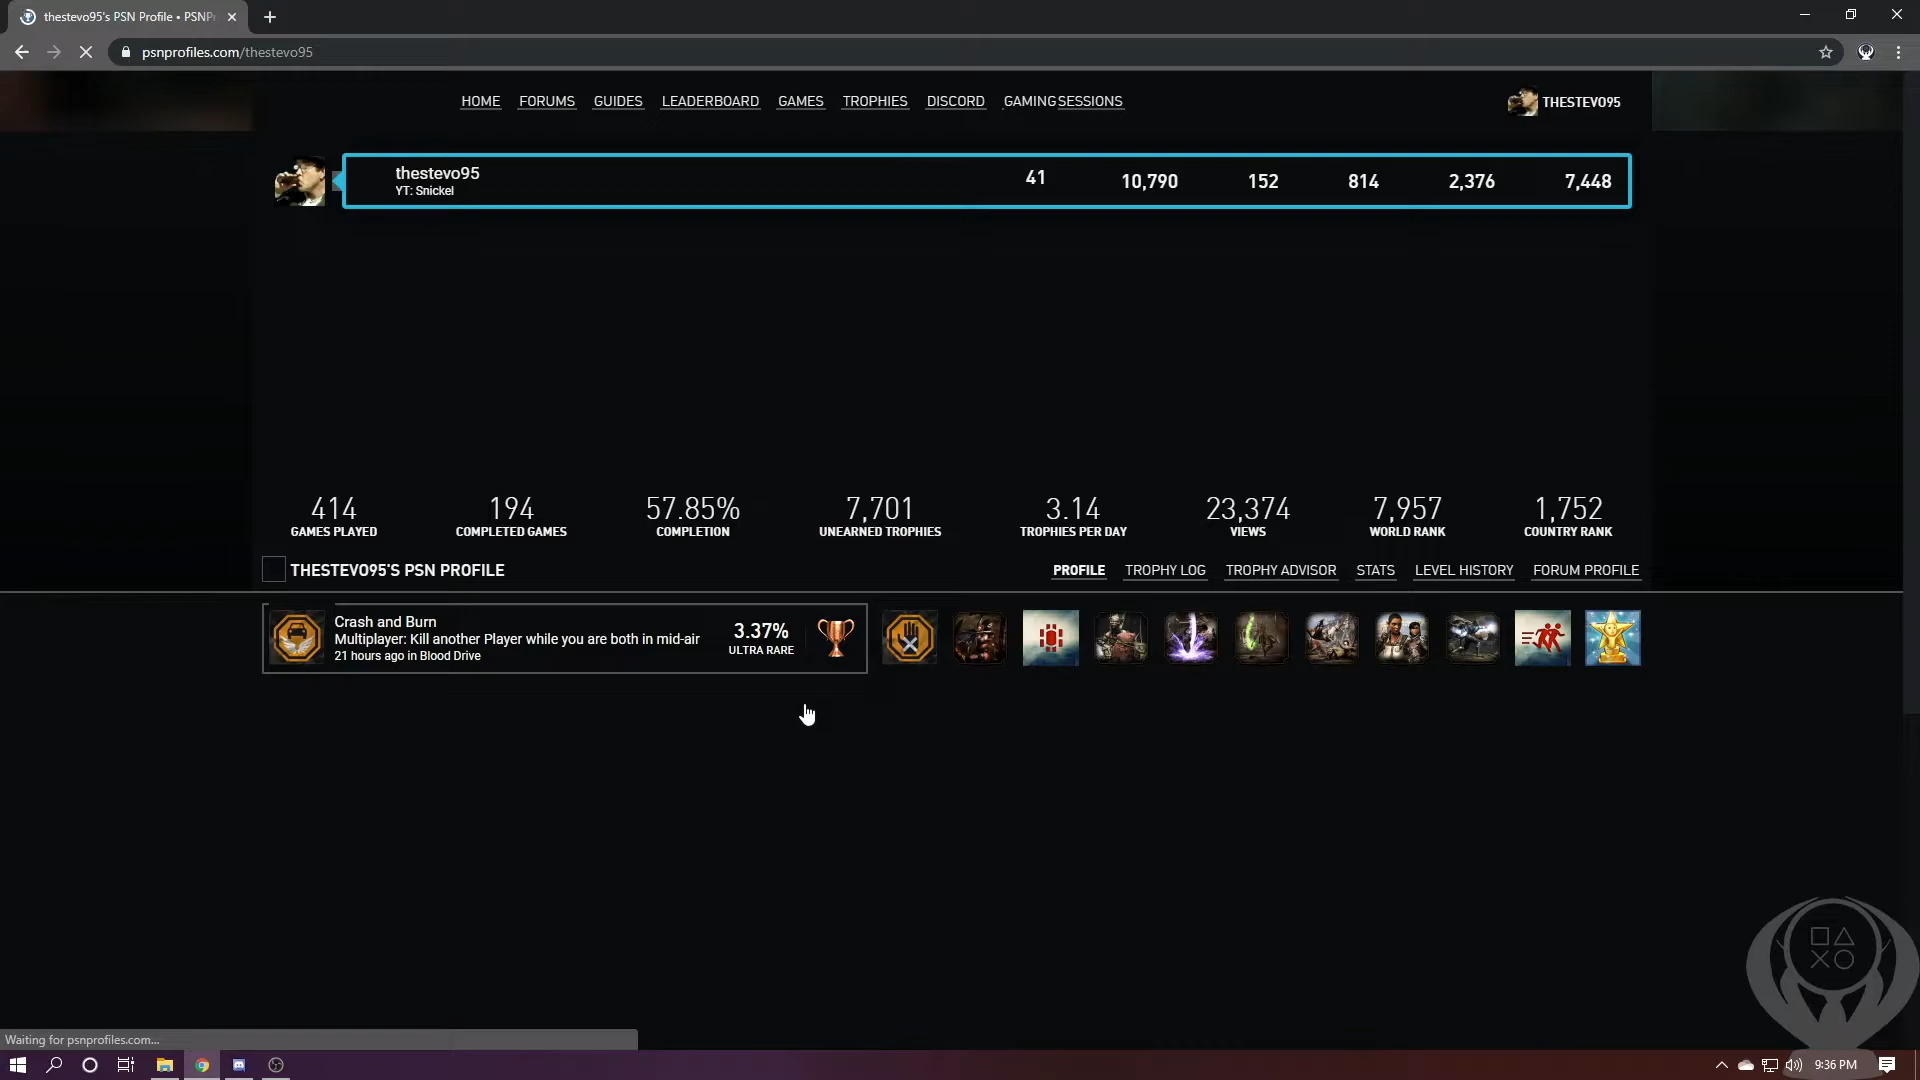 thestevo95's PSN Profile • PSNPr
psnprofiles.com/thestevo95
HOME FORUMS GUIDES LEADERBOARD GAMES TROPHIES DISCORD GAMING SESSIONS
THESTEVO95
thestevo95
YT: Snickel
41 10,790 152 814 2,376 7,448
414 194 57.85% 7,701 3.14 23,374 7,957 1,752
GAMES PLAYED COMPLETED GAMES COMPLETION UNEARNED TROPHIES TROPHIES PER DAY VIEWS WORLD RANK COUNTRY RANK
THESTEVO95'S PSN PROFILE
PROFILE TROPHY LOG TROPHY ADVISOR STATS LEVEL HISTORY FORUM PROFILE
Crash and Burn
Multiplayer: Kill another Player while you are both in mid-air
21 hours ago in Blood Drive
3.37%
ULTRA RARE
Waiting for psnprofiles.com...
9:36 PM